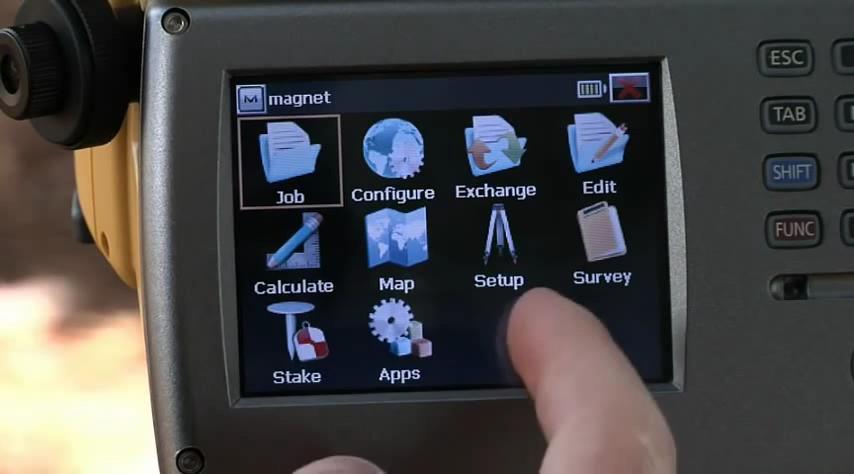 magnet
Job
Configure
Exchange
Edit
Calculate
Map
Setup
Survey
Stake
Apps
ESC
TAB
SHIFT
FUNC